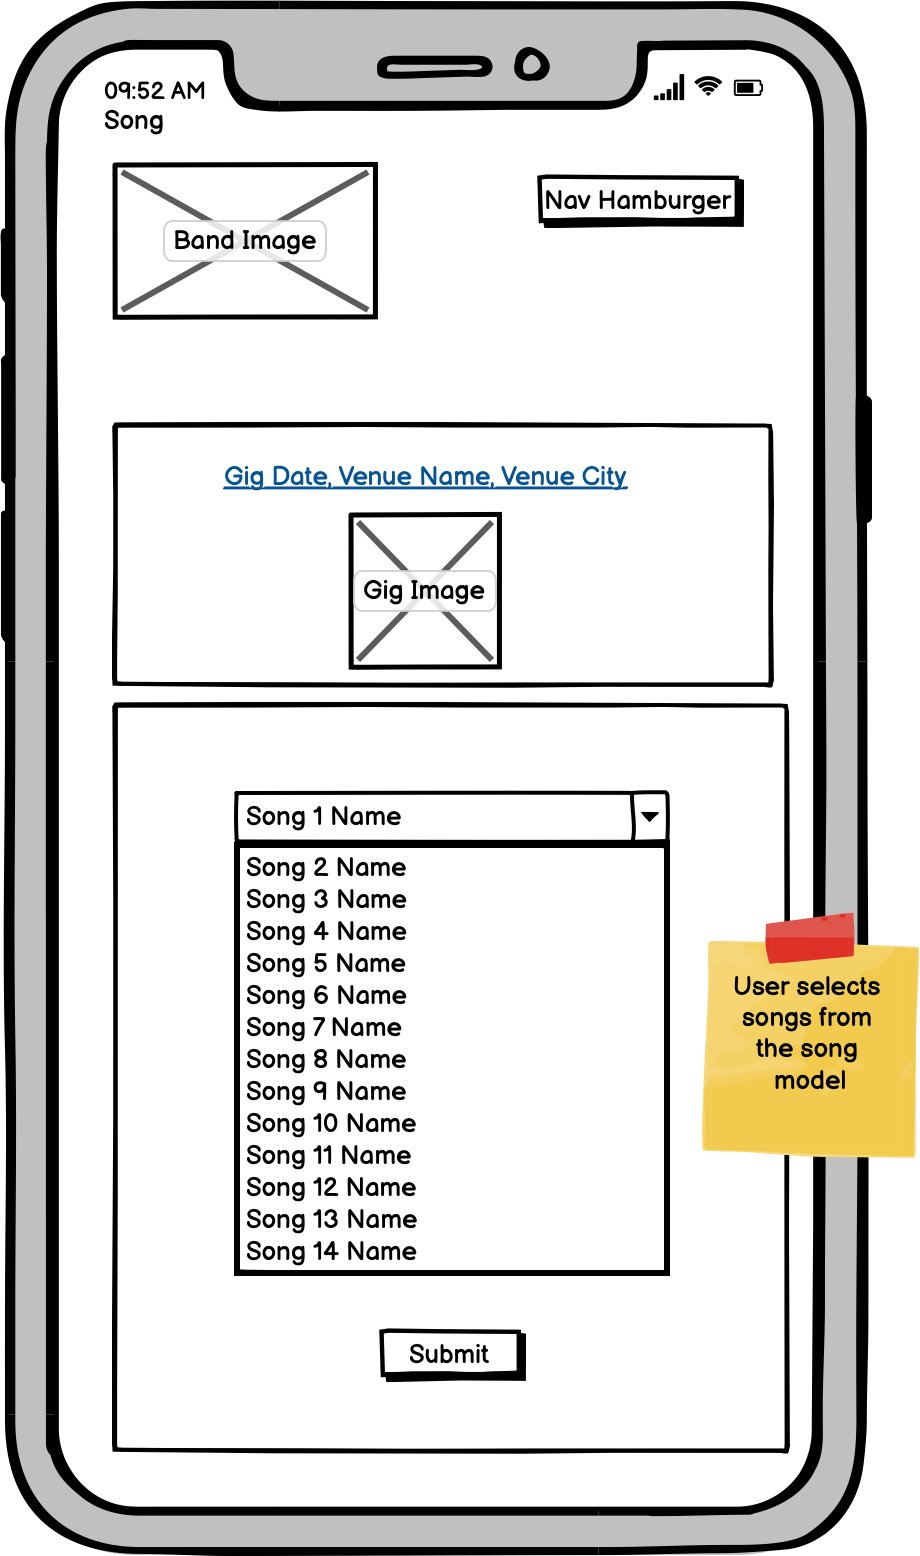 09:52 AM
Song
Band Image
Nav Hamburger
Gig Date, Venue Name, Venue City
Gig Image
Song 1 Name
Song 2 Name
Song 3 Name
Song 4 Name
Song 5 Name
Song 6 Name
Song 7 Name
Song 8 Name
Song 9 Name
Song 10 Name
Song 11 Name
Song 12 Name
Song 13 Name
Song 14 Name
User selects
songs from
the song
model
Submit